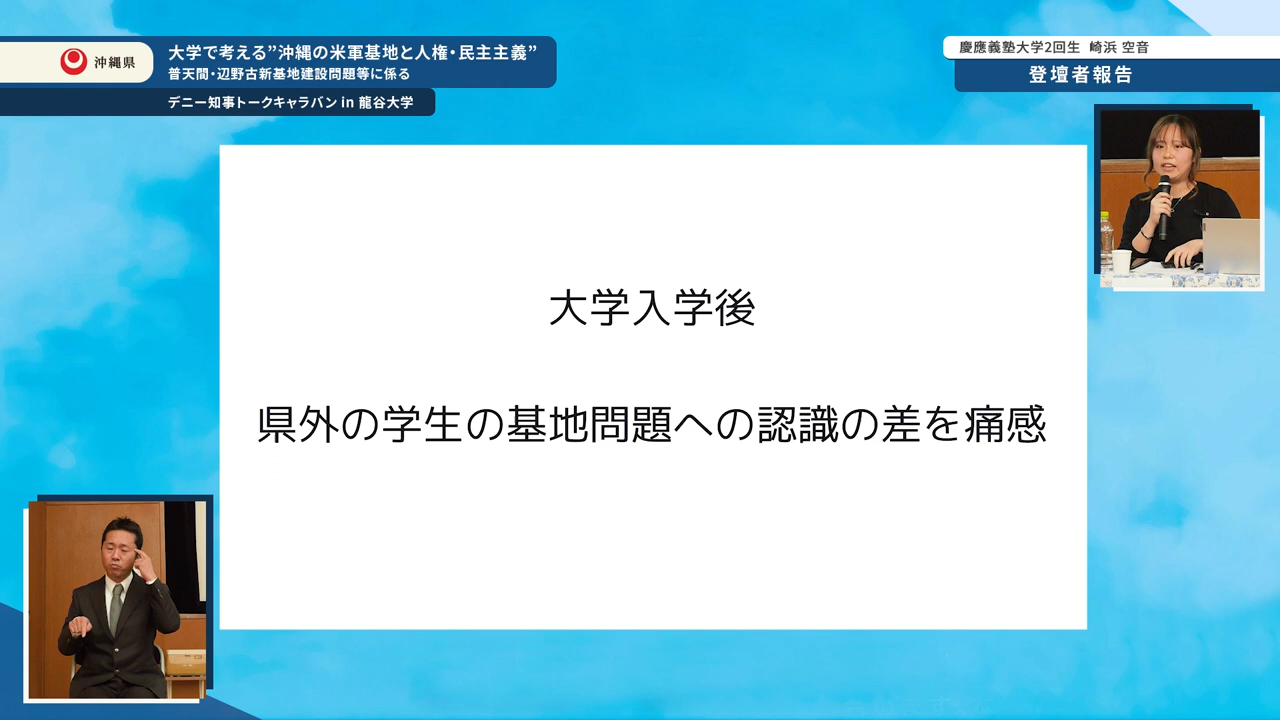 沖縄県
大学で考える”沖縄の米軍基地と人権・民主主義”
普天間・辺野古新基地建設問題等に係る
デニー知事トークキャラバン in 龍谷大学
慶應義塾大学2回生 崎浜 空音
登壇者報告
大学入学後
県外の学生の基地問題への認識の差を痛感